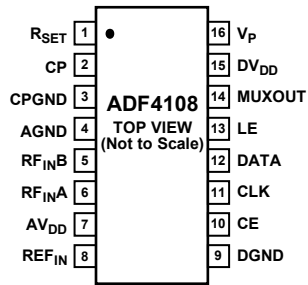 RSET 1
CP 2
CPGND 3
AGND 4
RFINB 5
RFINA 6
AVDD 7
REFIN 8
ADF4108
TOP VIEW
(Not to Scale)
16 VP
15 DVDD
14 MUXOUT
13 LE
12 DATA
11 CLK
10 CE
9 DGND